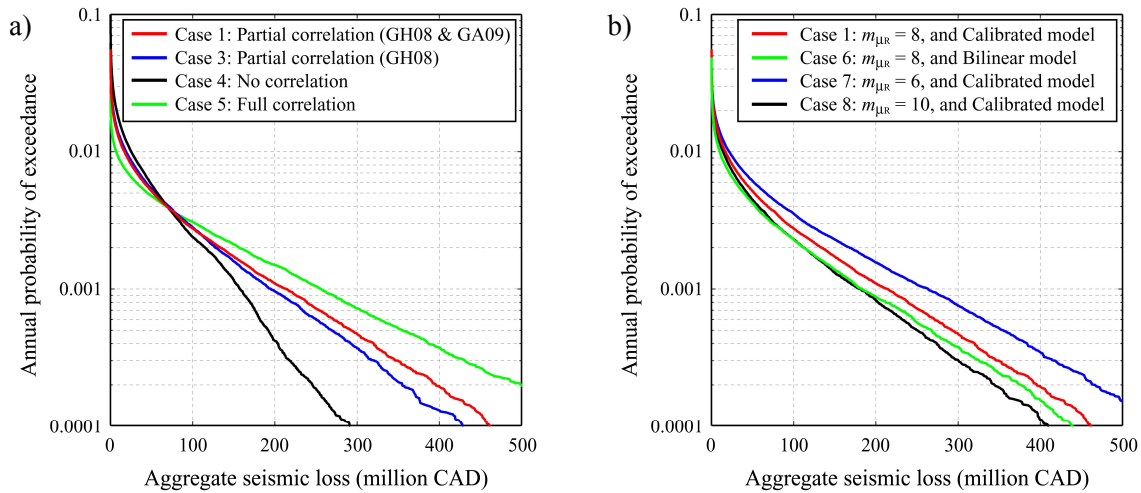 a)
0.1
0.01
0.001
0.0001
Annual probability of exceedance
Case 1: Partial correlation (GH08 & GA09)
Case 3: Partial correlation (GH08)
Case 4: No correlation
Case 5: Full correlation
0 100 200 300 400 500
Aggregate seismic loss (million CAD)
b)
0.1
0.01
0.001
0.0001
Annual probability of exceedance
Case 1: mμR = 8, and Calibrated model
Case 6: mμR = 8, and Bilinear model
Case 7: mμR = 6, and Calibrated model
Case 8: mμR = 10, and Calibrated model
0 100 200 300 400 500
Aggregate seismic loss (million CAD)